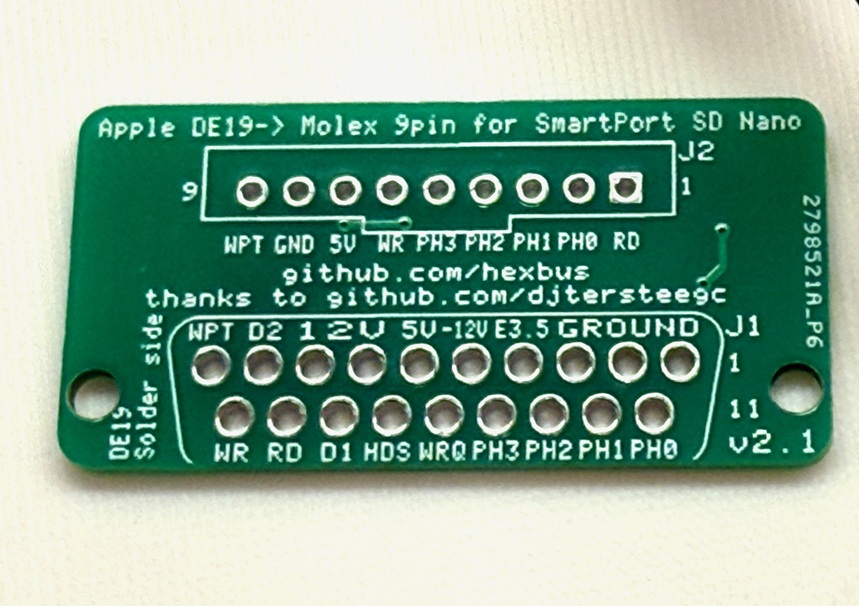 Apple DE19-> Molex 9pin for SmartPort SD Nano
J2
9 1
WPT GND 5V WR PH3 PH2 PH1 PH0 RD
github.com/hexbus
thanks to github.com/djtersteegc
2798521A_P6
WPT D2 12V 5V -12V E3.5 GROUND J1
1
11
WR RD D1 HDS WRQ PH3 PH2 PH1 PH0
v2.1
DE19
Solder side